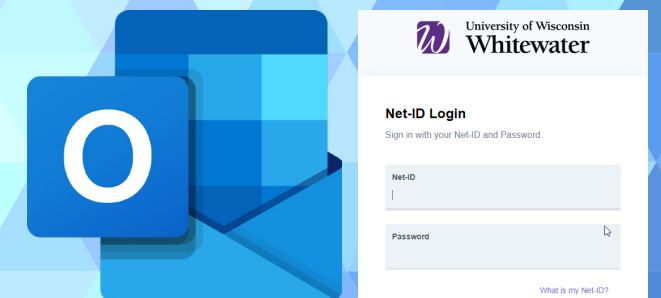 O
University of Wisconsin
W Whitewater
Net-ID Login
Sign in with your Net-ID and Password.
Net-ID
Password
What is my Net-ID?